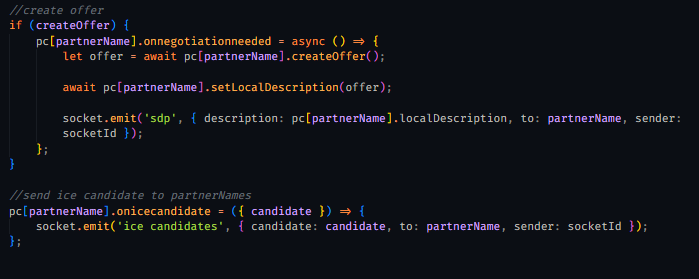 //create offer
if (createOffer) {
    pc[partnerName].onnegotiationneeded = async () => {
        let offer = await pc[partnerName].createOffer();

        await pc[partnerName].setLocalDescription(offer);

        socket.emit('sdp', { description: pc[partnerName].localDescription, to: partnerName, sender:
        socketId });
    };
}

//send ice candidate to partnerNames
pc[partnerName].onicecandidate = ({ candidate }) => {
    socket.emit('ice candidates', { candidate: candidate, to: partnerName, sender: socketId });
};